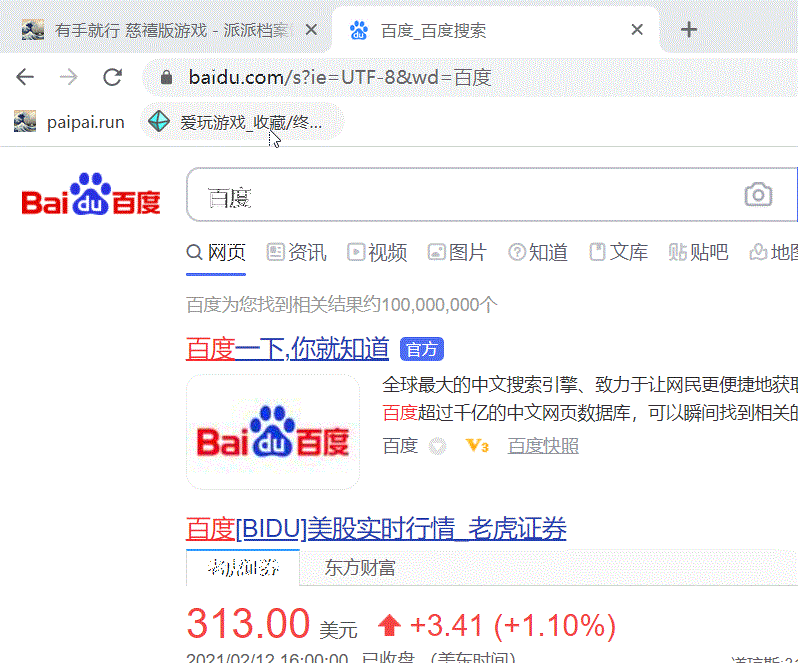 有手就行 慈禧版游戏 - 派派档案
百度_百度搜索
baidu.com/s?ie=UTF-8&wd=百度
paipai.run
爱玩游戏_收藏/终...
Bai du 百度
百度
网页 资讯 视频 图片 知道 文库 贴吧 地图
百度为您找到相关结果约100,000,000个
百度一下,你就知道 官方
全球最大的中文搜索引擎、致力于让网民更便捷地获取
百度超过千亿的中文网页数据库，可以瞬间找到相关的
Bai du 百度
百度 V3 百度快照
百度[BIDU]美股实时行情_老虎证券
老虎证券 东方财富
313.00 美元 +3.41 (+1.10%)
2021/02/12 16:00:00 已收盘 (美东时间)